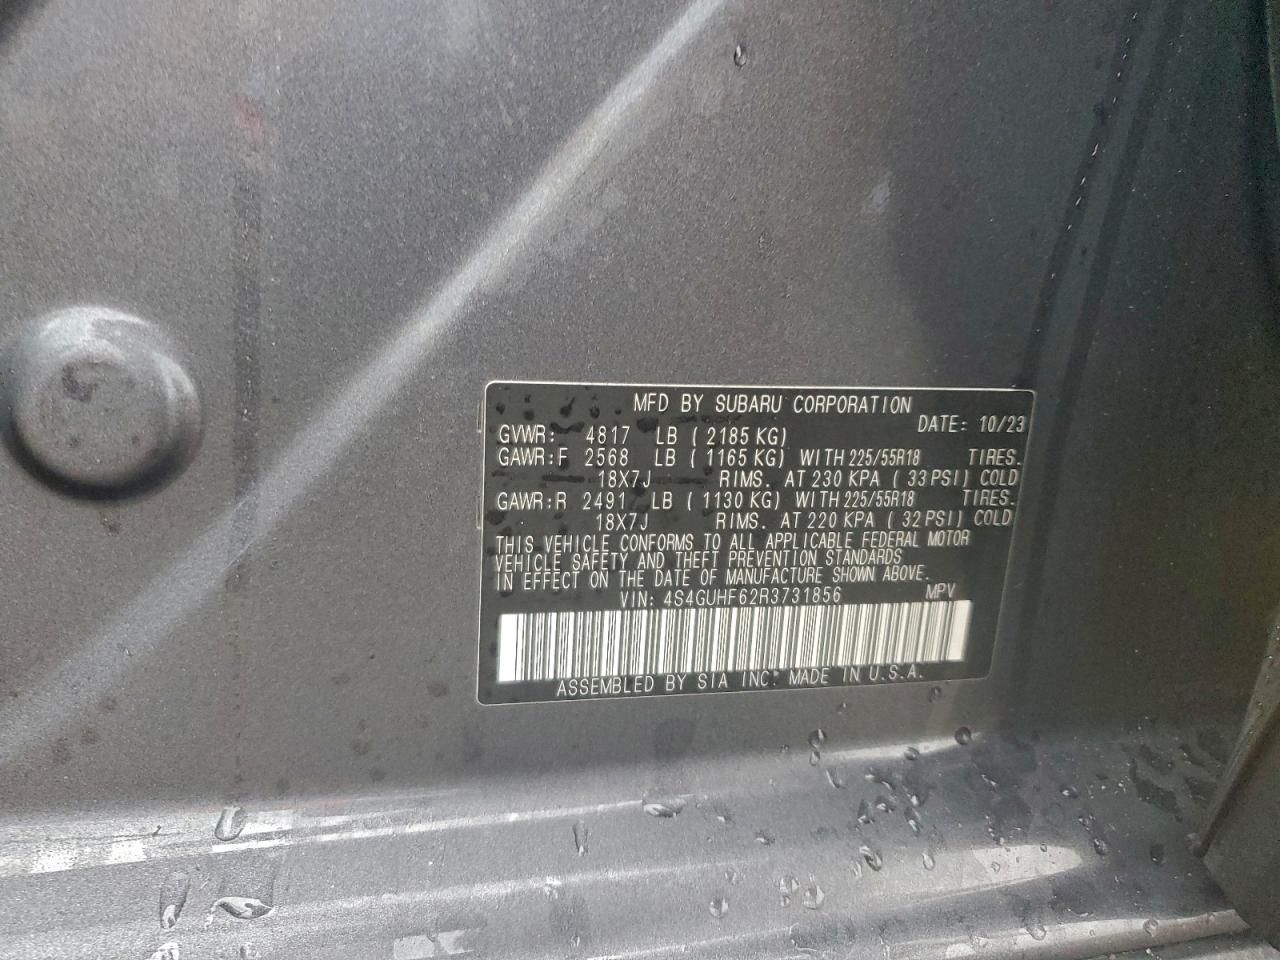 MFD BY SUBARU CORPORATION
DATE: 10/23
GVWR: 4817 LB ( 2185 KG)
GAWR:F 2568 LB ( 1165 KG) WITH 225/55R18 TIRES.
18X7J RIMS. AT 230 KPA ( 33 PSI) COLD
GAWR:R 2491 LB ( 1130 KG) WITH 225/55R18 TIRES.
18X7J RIMS. AT 220 KPA ( 32 PSI) COLD
THIS VEHICLE CONFORMS TO ALL APPLICABLE FEDERAL MOTOR
VEHICLE SAFETY AND THEFT PREVENTION STANDARDS
IN EFFECT ON THE DATE OF MANUFACTURE SHOWN ABOVE.
VIN: 4S4GUHF62R3731856 MPV
ASSEMBLED BY SIA INC. MADE IN U.S.A.